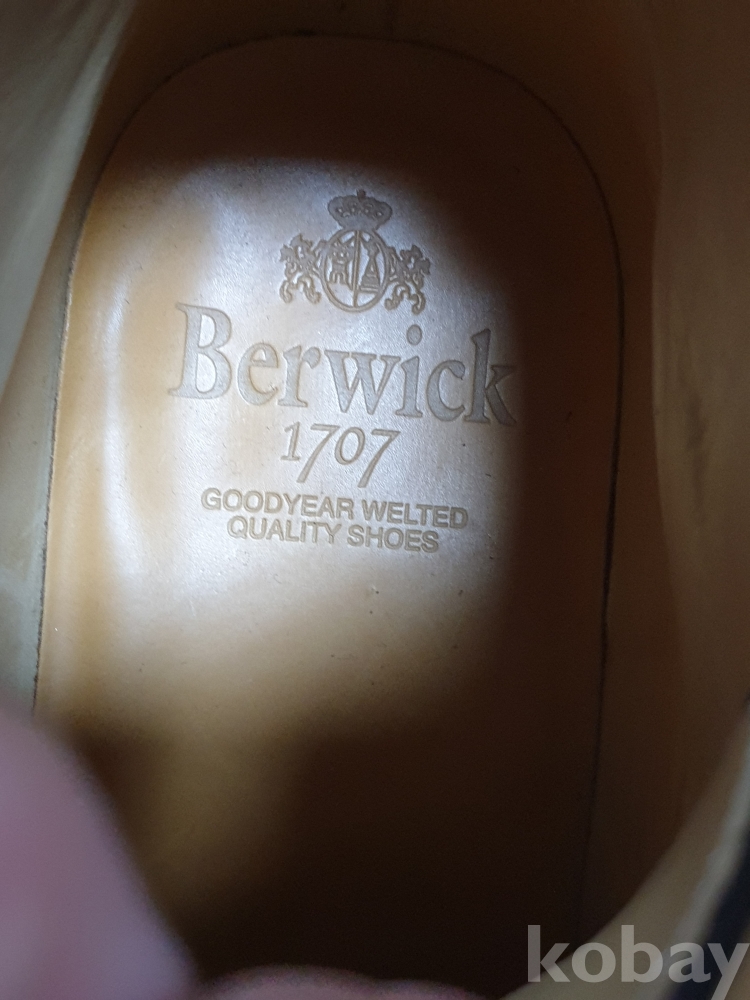 Berwick
1707
GOODYEAR WELTED
QUALITY SHOES
kobay